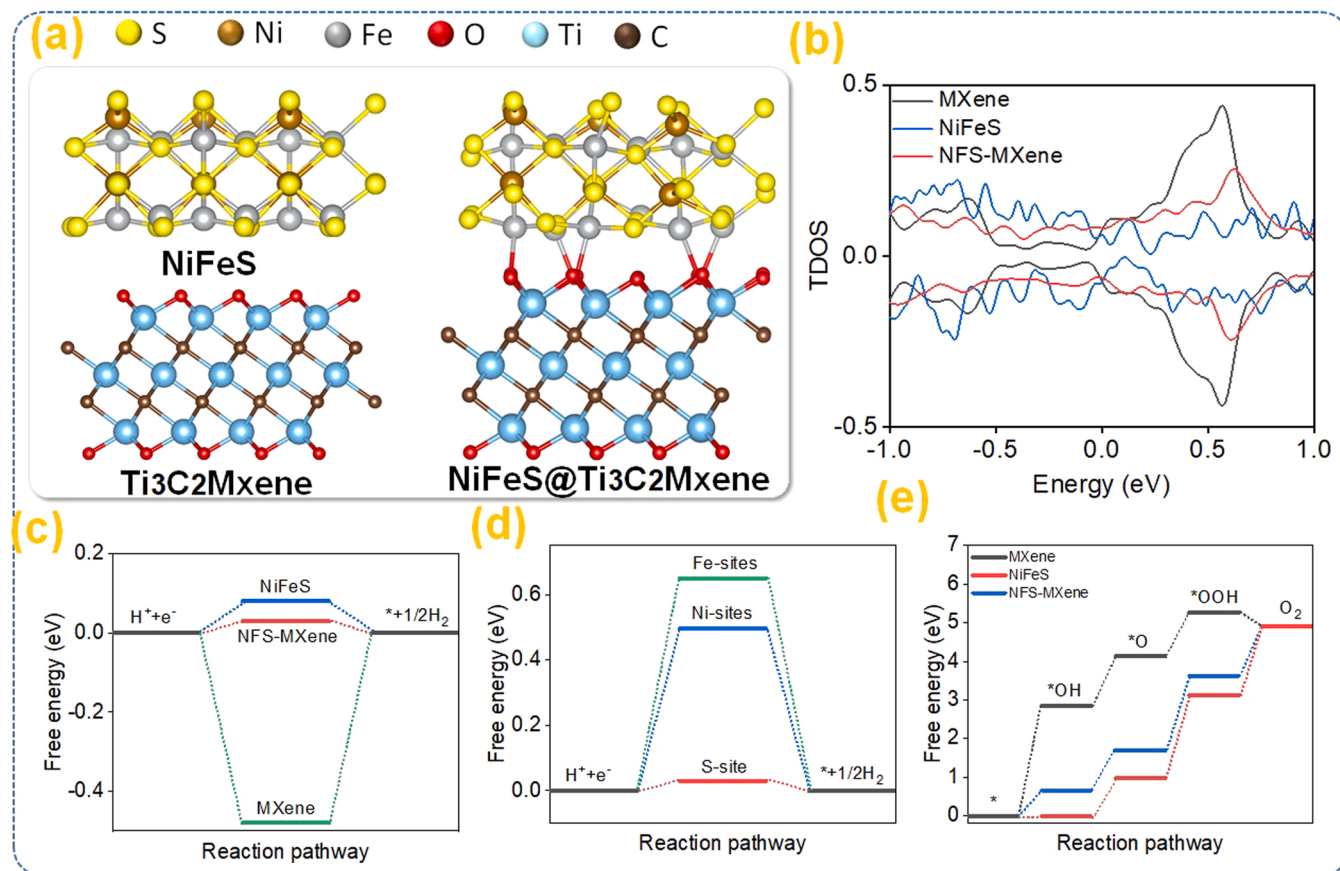 (a)
S Ni Fe O Ti C
NiFeS
Ti3C2Mxene
NiFeS@Ti3C2Mxene
(b)
0.5
0.0
-0.5
TDOS
MXene
NiFeS
NFS-MXene
-1.0 -0.5 0.0 0.5 1.0
Energy (eV)
(c)
0.2
0.0
-0.2
-0.4
Free energy (eV)
H⁺+e⁻
NiFeS
NFS-MXene
MXene
*+1/2H₂
Reaction pathway
(d)
0.6
0.4
0.2
0.0
Free energy (eV)
Fe-sites
Ni-sites
S-site
H⁺+e⁻
*+1/2H₂
Reaction pathway
(e)
7
6
5
4
3
2
1
0
Free energy (eV)
MXene
NiFeS
NFS-MXene
*
*OH
*O
*OOH
O₂
Reaction pathway